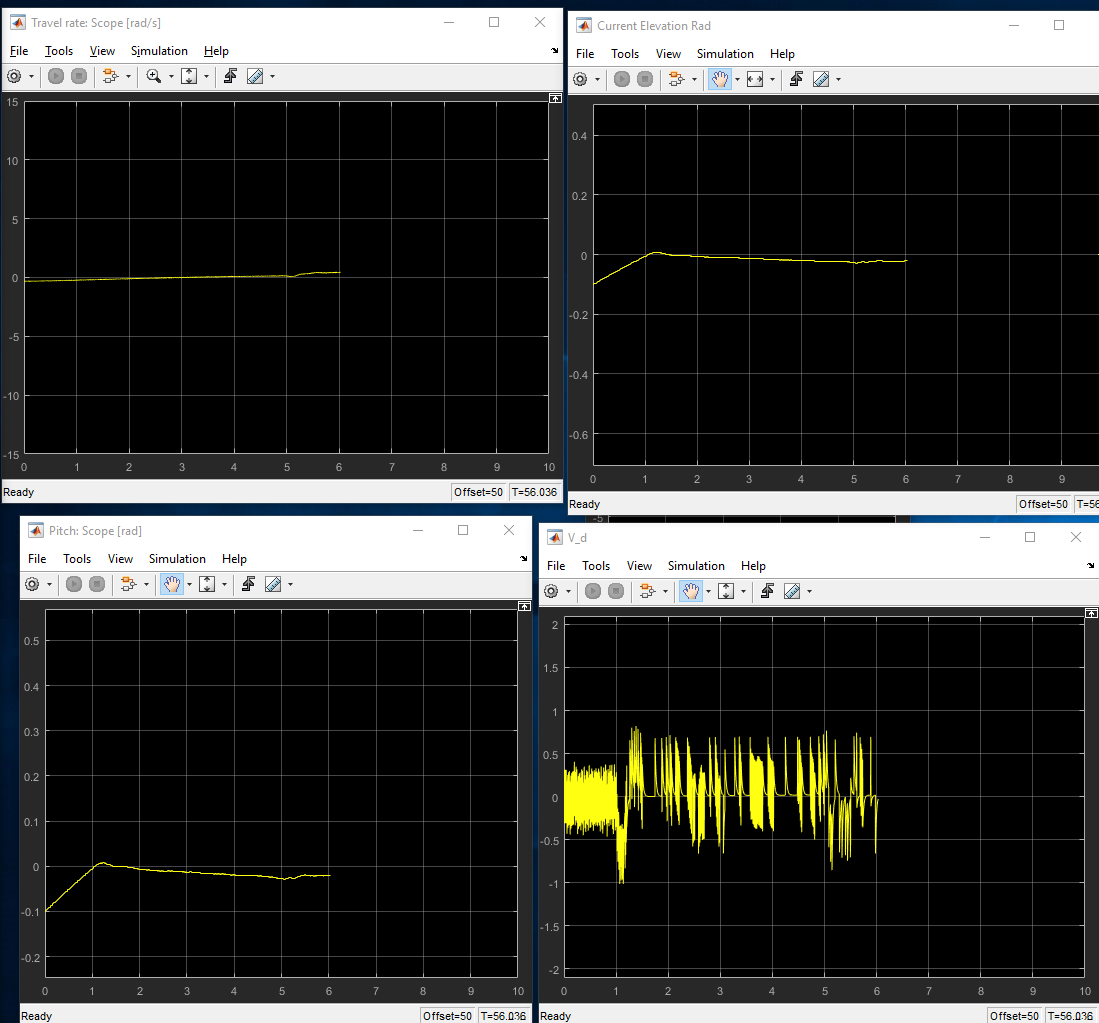 Travel rate: Scope [rad/s]
File Tools View Simulation Help
15
10
5
0
-5
-10
-15
0 1 2 3 4 5 6 7 8 9 10
Ready Offset=50 T=56.036
Current Elevation Rad
File Tools View Simulation Help
0.4
0.2
0
-0.2
-0.4
-0.6
0 1 2 3 4 5 6 7 8 9
Ready Offset=50 T=56
-5
Pitch: Scope [rad]
File Tools View Simulation Help
0.5
0.4
0.3
0.2
0.1
0
-0.1
-0.2
0 1 2 3 4 5 6 7 8 9 10
Ready Offset=50 T=56.036
V_d
File Tools View Simulation Help
2
1.5
1
0.5
0
-0.5
-1
-1.5
-2
0 1 2 3 4 5 6 7 8 9 10
Ready Offset=50 T=56.036